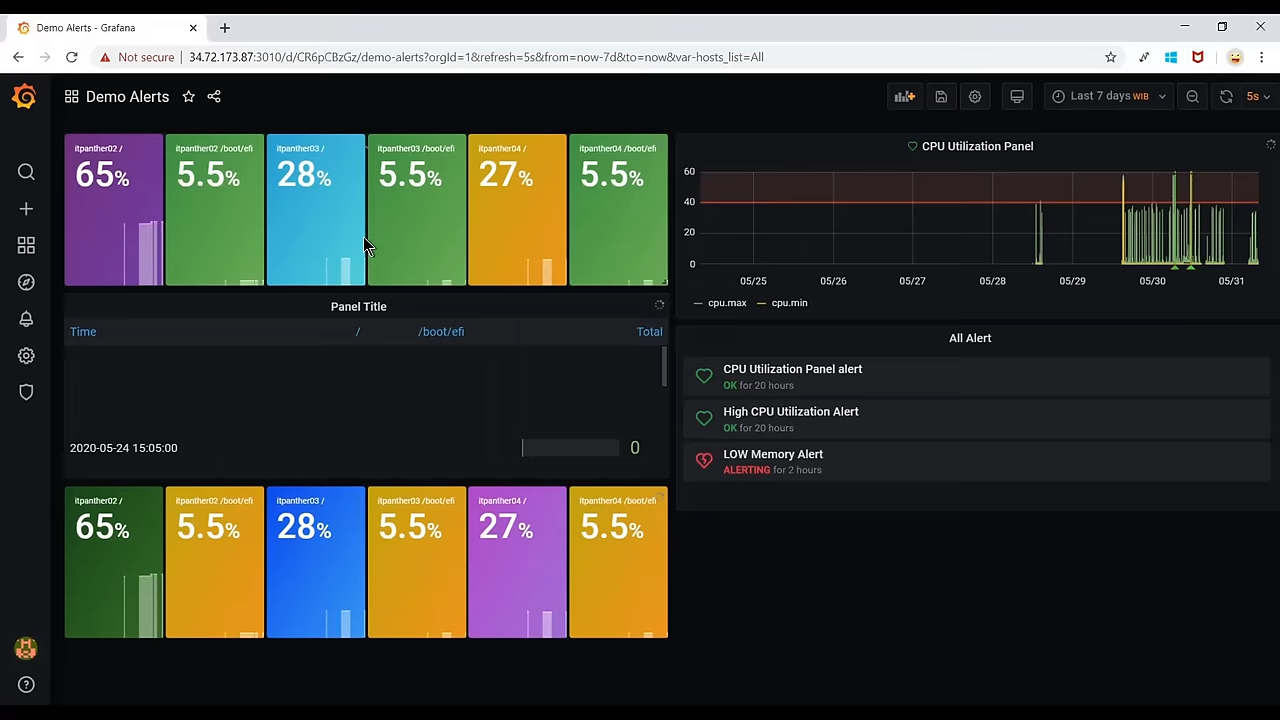 Demo Alerts - Grafana
Not secure 34.72.173.87:3010/d/CR6pCBzGz/demo-alerts?orgId=1&refresh=5s&from=now-7d&to=now&var-hosts_list=All
Demo Alerts
Last 7 days WIB
5s
itpanther02 /
65%
itpanther02 /boot/efi
5.5%
itpanther03 /
28%
itpanther03 /boot/efi
5.5%
itpanther04 /
27%
itpanther04 /boot/efi
5.5%
CPU Utilization Panel
60
40
20
0
05/25 05/26 05/27 05/28 05/29 05/30 05/31
cpu.max cpu.min
Panel Title
Time / /boot/efi Total
2020-05-24 15:05:00 0
All Alert
CPU Utilization Panel alert
OK for 20 hours
High CPU Utilization Alert
OK for 20 hours
LOW Memory Alert
ALERTING for 2 hours
itpanther02 /
65%
itpanther02 /boot/efi
5.5%
itpanther03 /
28%
itpanther03 /boot/efi
5.5%
itpanther04 /
27%
itpanther04 /boot/efi
5.5%